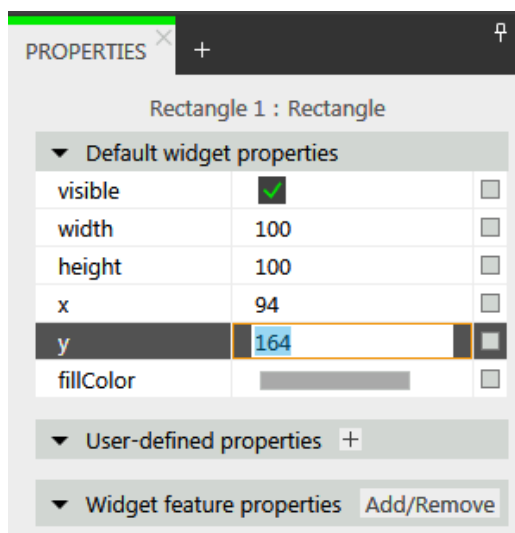 PROPERTIES
Rectangle 1 : Rectangle
Default widget properties
visible
width 100
height 100
x 94
y 164
fillColor
User-defined properties +
Widget feature properties Add/Remove